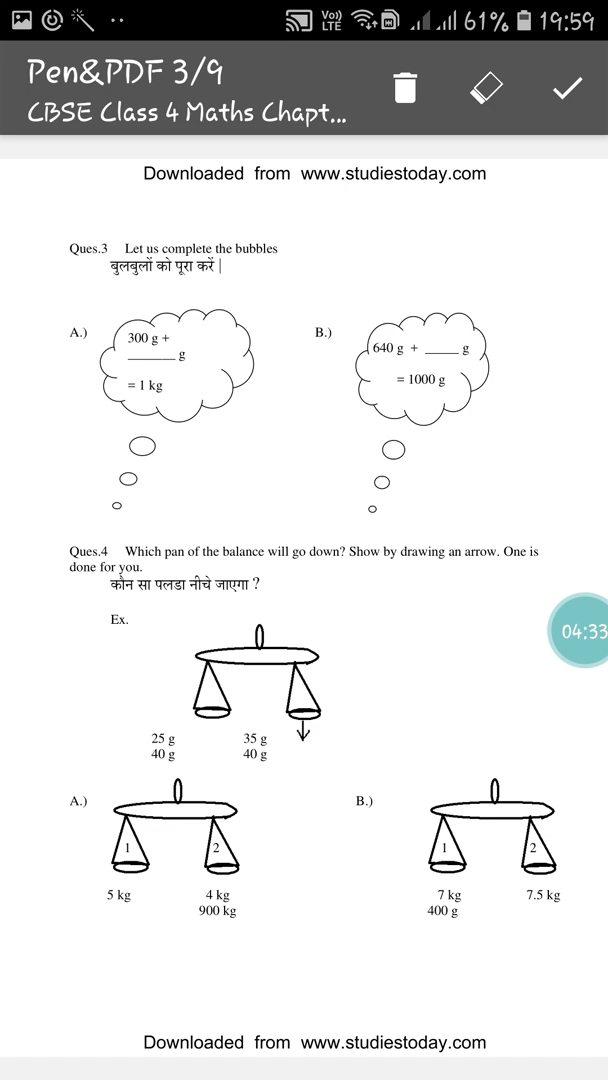 Vo))
LTE
61%
19:59
Pen&PDF 3/9
CBSE Class 4 Maths Chapt...
Downloaded from www.studiestoday.com
Ques.3 Let us complete the bubbles
बुलबुलों को पूरा करें |
A.)
300 g +
______ g
= 1 kg
B.)
640 g + _____ g
= 1000 g
Ques.4 Which pan of the balance will go down? Show by drawing an arrow. One is
done for you.
कौन सा पलडा नीचे जाएगा ?
04:33
Ex.
25 g 35 g
40 g 40 g
A.) B.)
1 2 1 2
5 kg 4 kg 7 kg 7.5 kg
900 kg 400 g
Downloaded from www.studiestoday.com